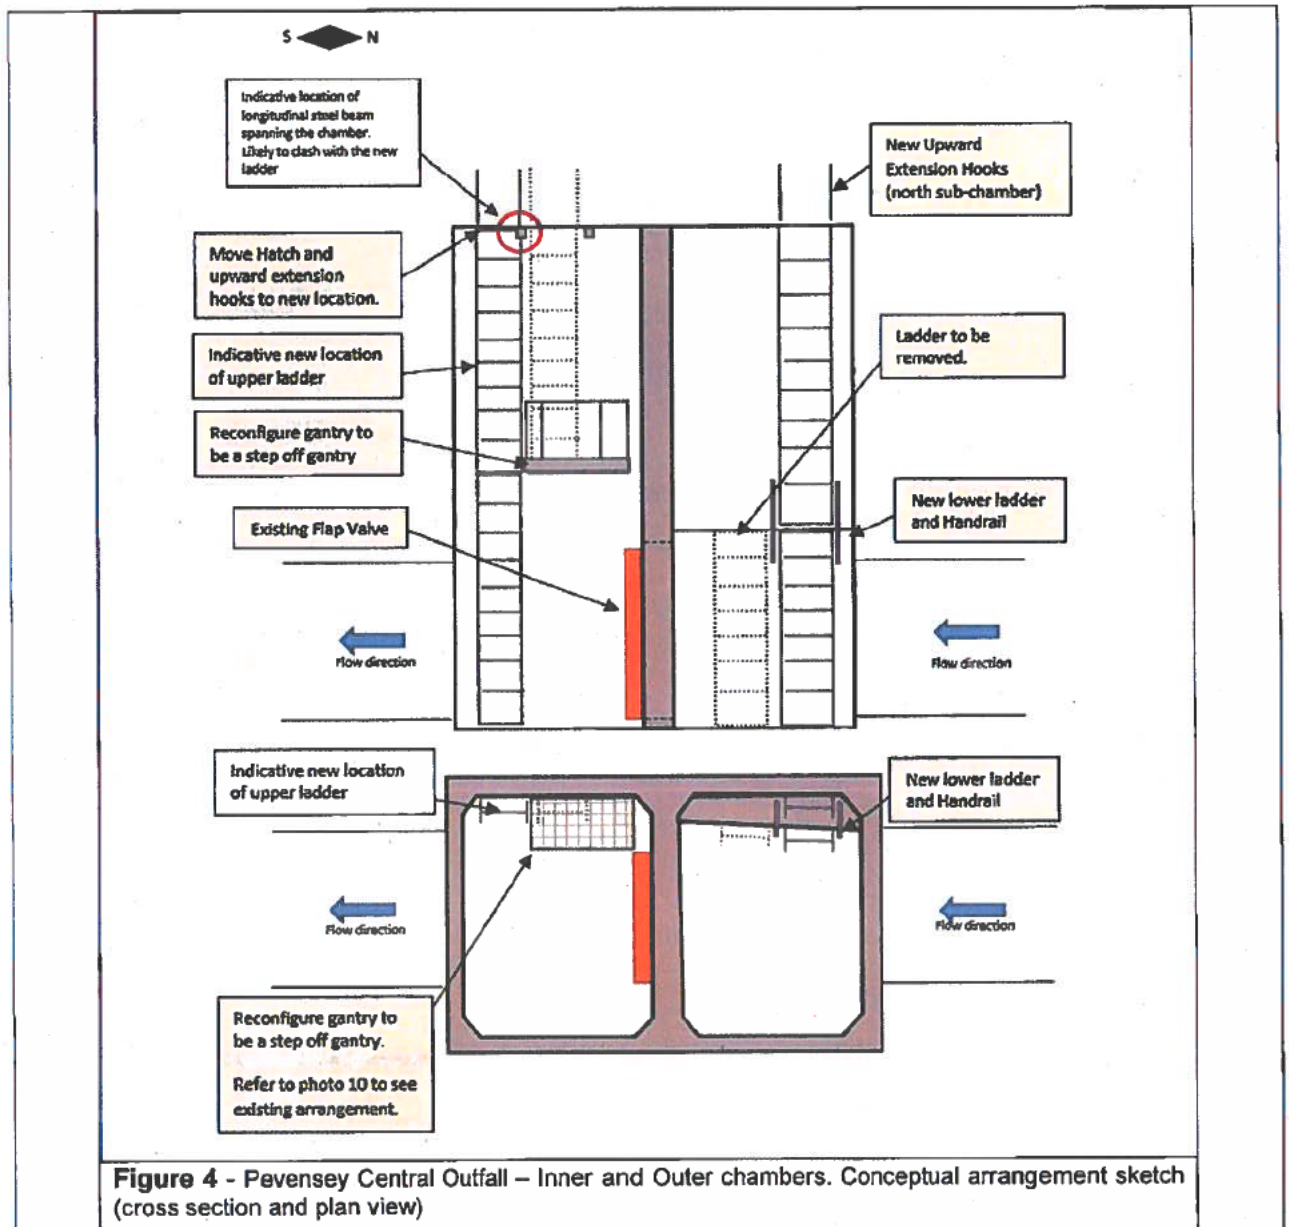 S N
Indicative location of
longitudinal steel beam
spanning the chamber.
Likely to clash with the new
ladder
New Upward
Extension Hooks
(north sub-chamber)
Move Hatch and
upward extension
hooks to new location.
Ladder to be
removed.
Indicative new location
of upper ladder
Reconfigure gantry to
be a step off gantry
New lower ladder
and Handrail
Existing Flap Valve
Flow direction
Flow direction
Indicative new location
of upper ladder
New lower ladder
and Handrail
Flow direction
Flow direction
Reconfigure gantry to
be a step off gantry.
Refer to photo 10 to see
existing arrangement.
Figure 4 - Pevensey Central Outfall – Inner and Outer chambers. Conceptual arrangement sketch
(cross section and plan view)